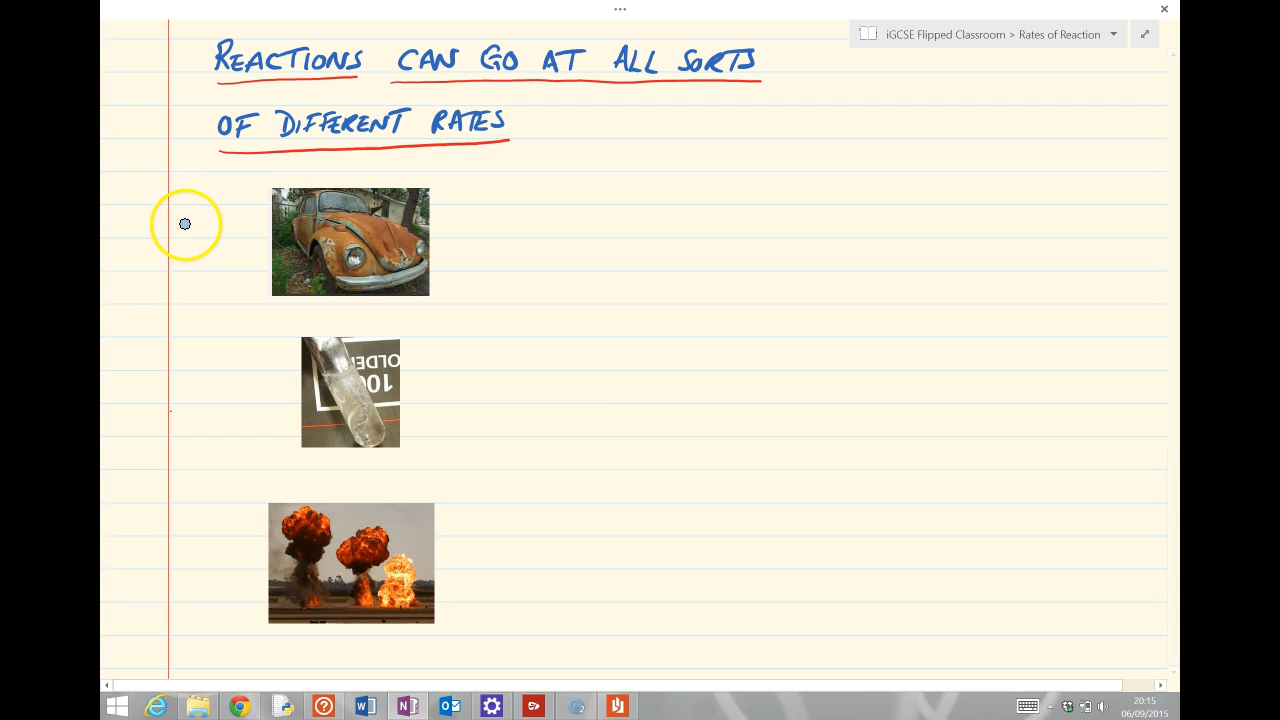 iGCSE Flipped Classroom > Rates of Reaction
REACTIONS CAN GO AT ALL SORTS
OF DIFFERENT RATES
OLDE
100
20:15
06/09/2015